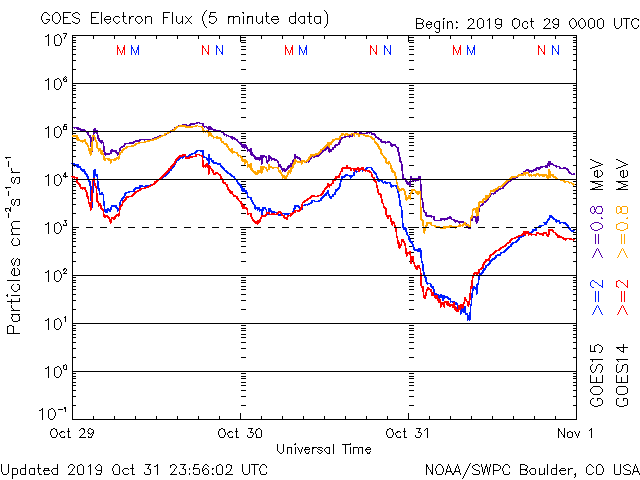 GOES Electron Flux (5 minute data)
Begin: 2019 Oct 29 0000 UTC
M M N N M M N N M M N N
10⁷
10⁶
10⁵
10⁴
10³
10²
10¹
10⁰
10⁻¹
Particles cm⁻²s⁻¹sr⁻¹
GOES15 >=2 >=0.8 MeV
GOES14 >=2 >=0.8 MeV
Oct 29 Oct 30 Oct 31 Nov 1
Universal Time
Updated 2019 Oct 31 23:56:02 UTC
NOAA/SWPC Boulder, CO USA